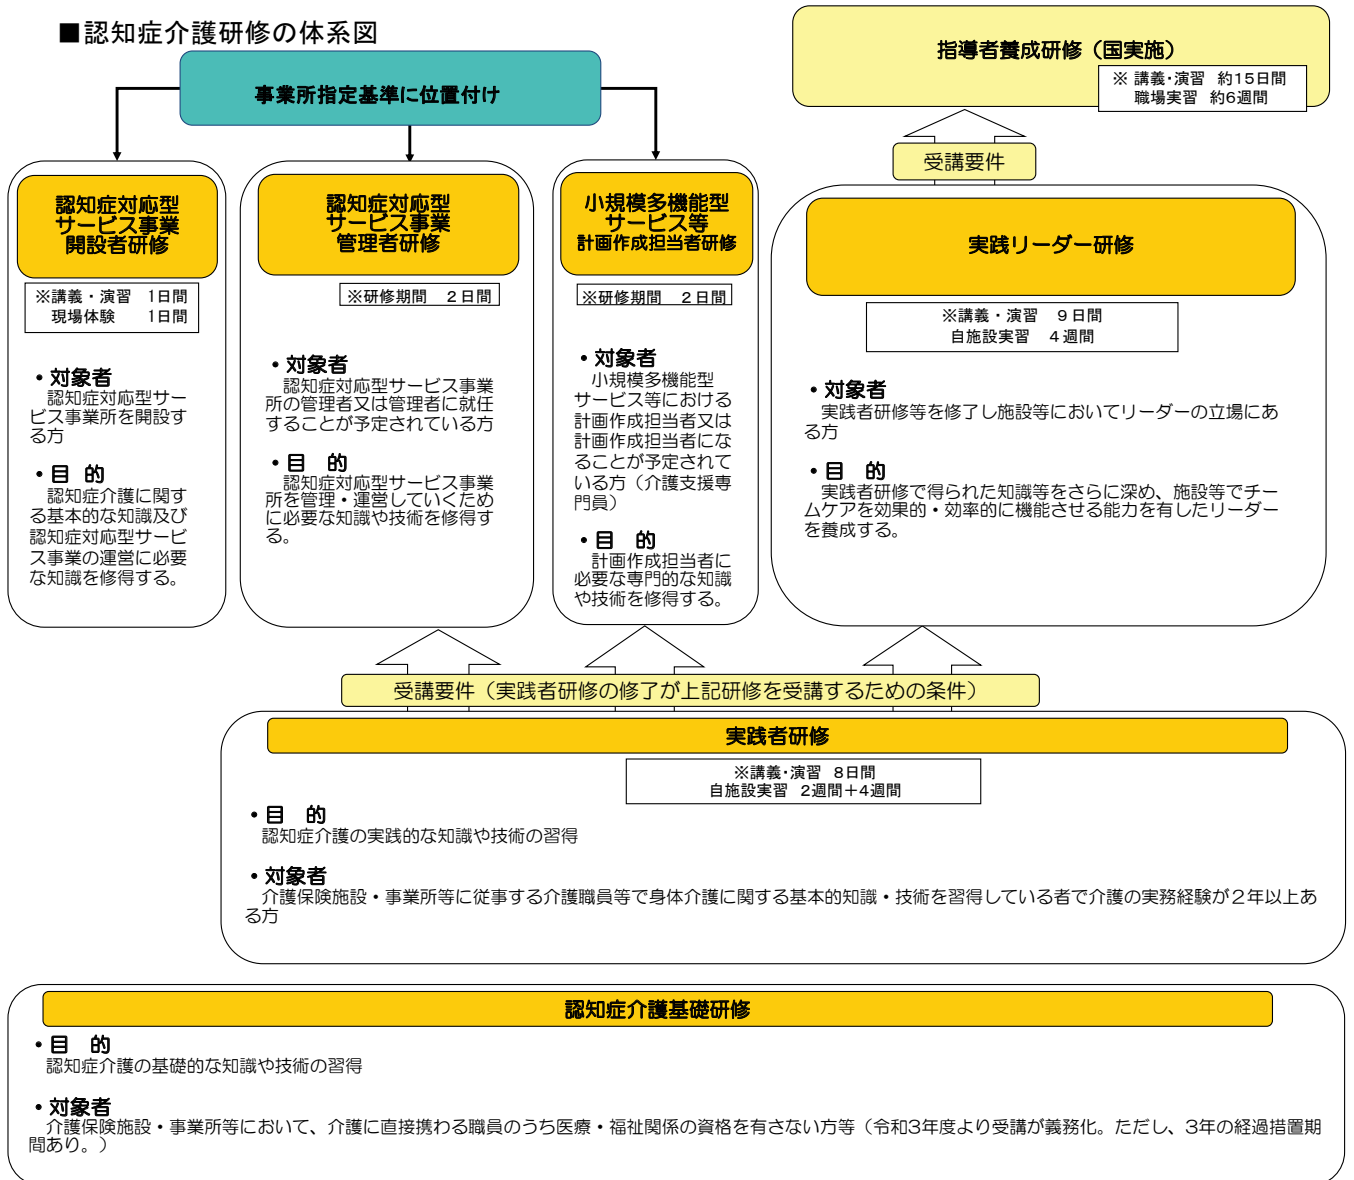 ■認知症介護研修の体系図
事業所指定基準に位置付け
指導者養成研修（国実施）
※ 講義・演習 約15日間
職場実習 約6週間
受講要件
認知症対応型
サービス事業
開設者研修
※講義・演習 1日間
現場体験 1日間
・対象者
認知症対応型サー
ビス事業所を開設す
る方
・目 的
認知症介護に関す
る基本的な知識及び
認知症対応型サービ
ス事業の運営に必要
な知識を修得する。
認知症対応型
サービス事業
管理者研修
※研修期間 2日間
・対象者
認知症対応型サービス事業
所の管理者又は管理者に就任
することが予定されている方
・目 的
認知症対応型サービス事業
所を管理・運営していくため
に必要な知識や技術を修得す
る。
小規模多機能型
サービス等
計画作成担当者研修
※研修期間 2日間
・対象者
小規模多機能型
サービス等における
計画作成担当者又は
計画作成担当者にな
ることが予定されて
いる方（介護支援専
門員）
・目 的
計画作成担当者に
必要な専門的な知識
や技術を修得する。
実践リーダー研修
※講義・演習 9日間
自施設実習 4週間
・対象者
実践者研修等を修了し施設等においてリーダーの立場にあ
る方
・目 的
実践者研修で得られた知識等をさらに深め、施設等でチー
ムケアを効果的・効率的に機能させる能力を有したリーダー
を養成する。
受講要件（実践者研修の修了が上記研修を受講するための条件）
実践者研修
※講義・演習 8日間
自施設実習 2週間＋4週間
・目 的
認知症介護の実践的な知識や技術の習得
・対象者
介護保険施設・事業所等に従事する介護職員等で身体介護に関する基本的知識・技術を習得している者で介護の実務経験が２年以上あ
る方
認知症介護基礎研修
・目 的
認知症介護の基礎的な知識や技術の習得
・対象者
介護保険施設・事業所等において、介護に直接携わる職員のうち医療・福祉関係の資格を有さない方等（令和3年度より受講が義務化。ただし、3年の経過措置期
間あり。）